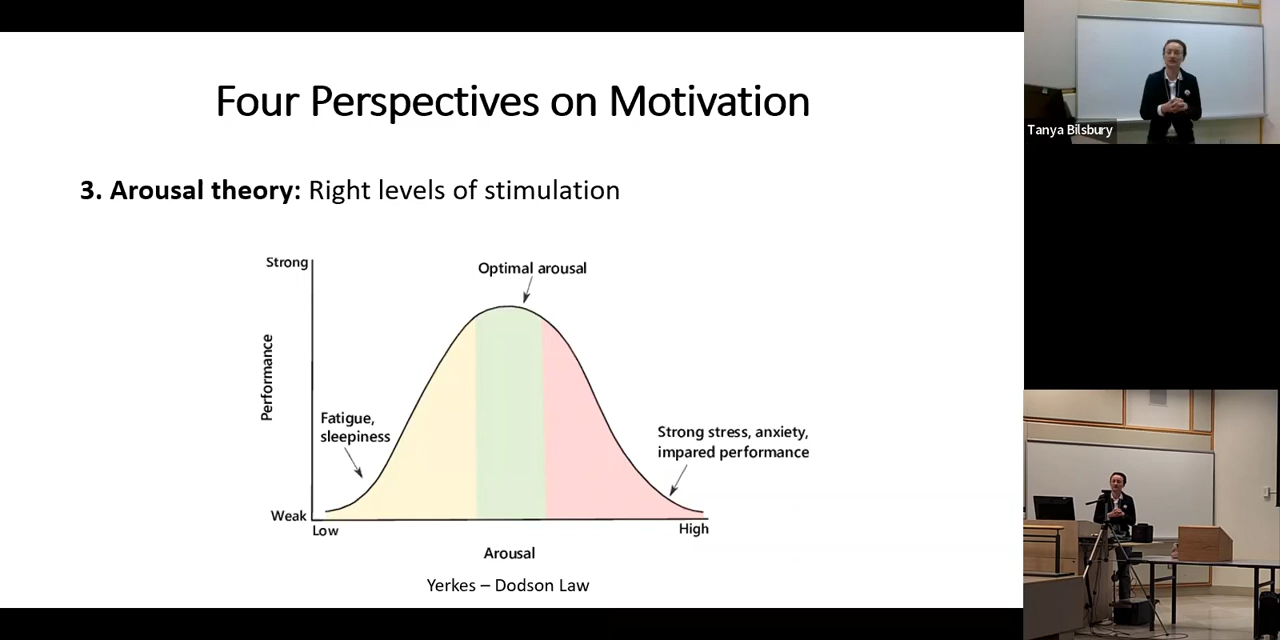 Four Perspectives on Motivation
3. Arousal theory: Right levels of stimulation
Strong
Optimal arousal
Performance
Fatigue,
sleepiness
Strong stress, anxiety,
impared performance
Weak
Low
High
Arousal
Yerkes – Dodson Law
Tanya Bilsbury